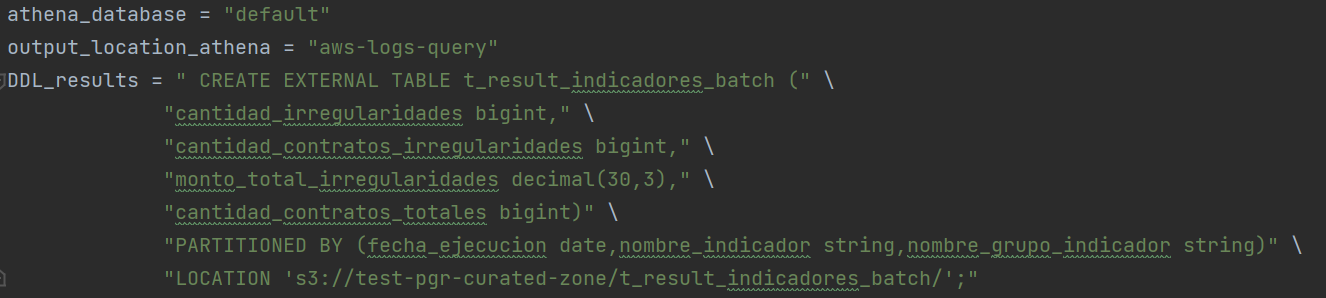 athena_database = "default"
output_location_athena = "aws-logs-query"
DDL_results = " CREATE EXTERNAL TABLE t_result_indicadores_batch (" \
"cantidad_irregularidades bigint," \
"cantidad_contratos_irregularidades bigint," \
"monto_total_irregularidades decimal(30,3)," \
"cantidad_contratos_totales bigint)" \
"PARTITIONED BY (fecha_ejecucion date,nombre_indicador string,nombre_grupo_indicador string)" \
"LOCATION 's3://test-pgr-curated-zone/t_result_indicadores_batch/';"